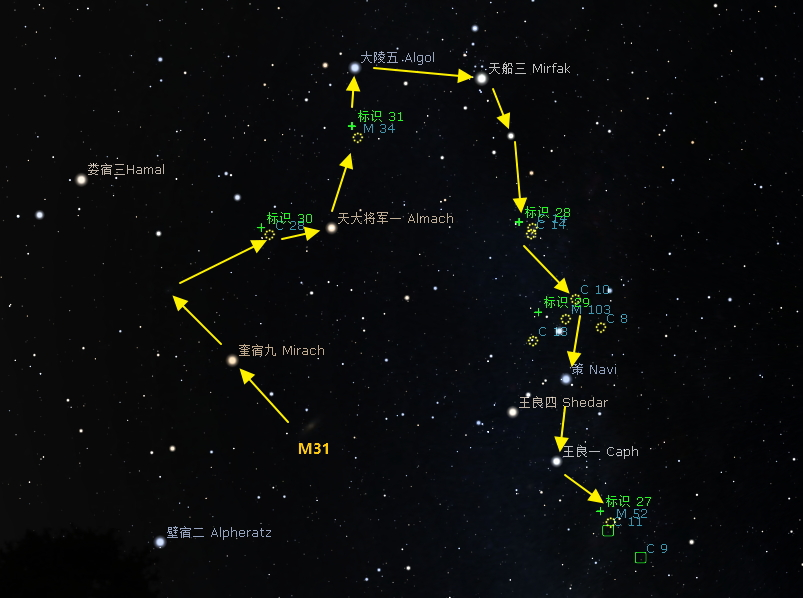 大陵五 Algol
天船三 Mirfak
标识 31
M 34
娄宿三Hamal
标识 30
C 28
天大将军一 Almach
标识 28
C 14
C 10
标识 29
M 103
C 8
C 13
奎宿九 Mirach
策 Navi
王良四 Shedar
M31
王良一 Caph
标识 27
M 52
C 11
壁宿二 Alpheratz
C 9